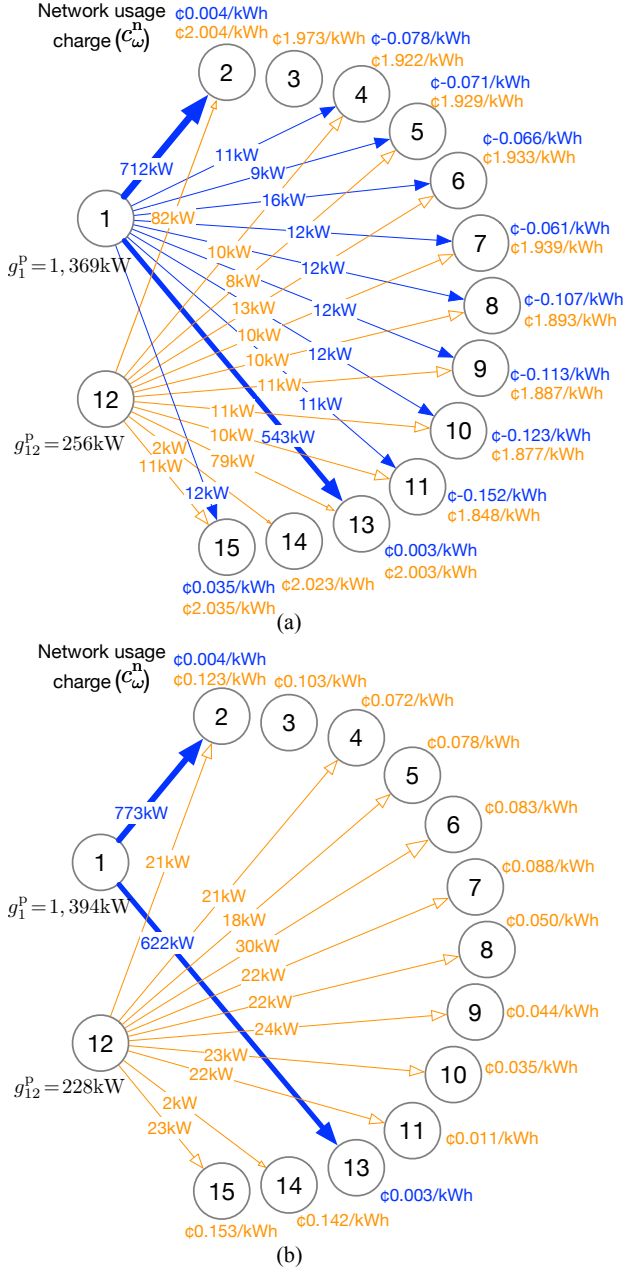 Network usage
charge (c_ω^n)
¢0.004/kWh
¢2.004/kWh
¢1.973/kWh
¢-0.078/kWh
¢1.922/kWh
¢-0.071/kWh
¢1.929/kWh
¢-0.066/kWh
¢1.933/kWh
¢-0.061/kWh
¢1.939/kWh
¢-0.107/kWh
¢1.893/kWh
¢-0.113/kWh
¢1.887/kWh
¢-0.123/kWh
¢1.877/kWh
¢-0.152/kWh
¢1.848/kWh
¢0.003/kWh
¢2.003/kWh
¢2.023/kWh
¢0.035/kWh
¢2.035/kWh
2
3
4
5
6
7
8
9
10
11
13
14
15
1
g_1^P = 1,369kW
12
g_12^P = 256kW
712kW
11kW
9kW
16kW
12kW
12kW
12kW
12kW
11kW
543kW
12kW
82kW
10kW
8kW
13kW
10kW
10kW
11kW
11kW
10kW
79kW
2kW
11kW
(a)
Network usage
charge (c_ω^n)
¢0.004/kWh
¢0.123/kWh
¢0.103/kWh
¢0.072/kWh
¢0.078/kWh
¢0.083/kWh
¢0.088/kWh
¢0.050/kWh
¢0.044/kWh
¢0.035/kWh
¢0.011/kWh
¢0.003/kWh
¢0.142/kWh
¢0.153/kWh
2
3
4
5
6
7
8
9
10
11
13
14
15
1
g_1^P = 1,394kW
12
g_12^P = 228kW
773kW
622kW
21kW
21kW
18kW
30kW
22kW
22kW
24kW
23kW
22kW
2kW
23kW
(b)